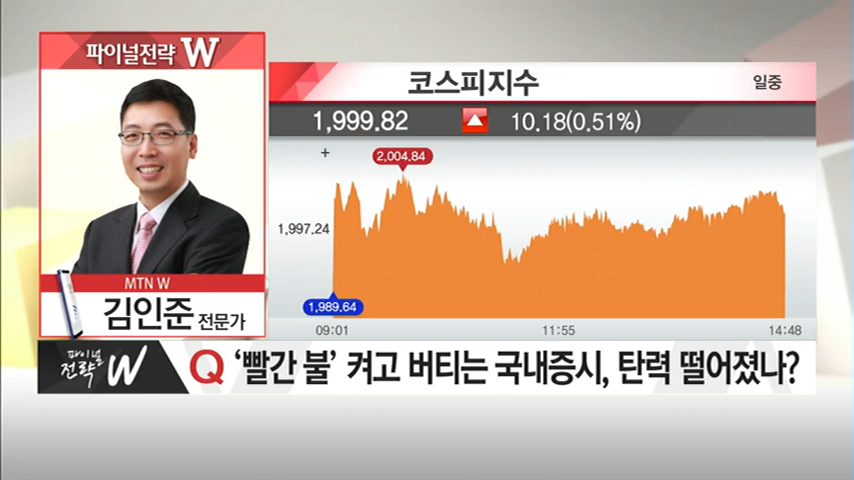 파이널전략 W
MTN W
김인준 전문가
코스피지수
일중
1,999.82 ▲ 10.18(0.51%)
+
2,004.84
1,997.24
1,989.64
09:01 11:55 14:48
파이널 전략 W
Q ‘빨간 불’ 켜고 버티는 국내증시, 탄력 떨어졌나?